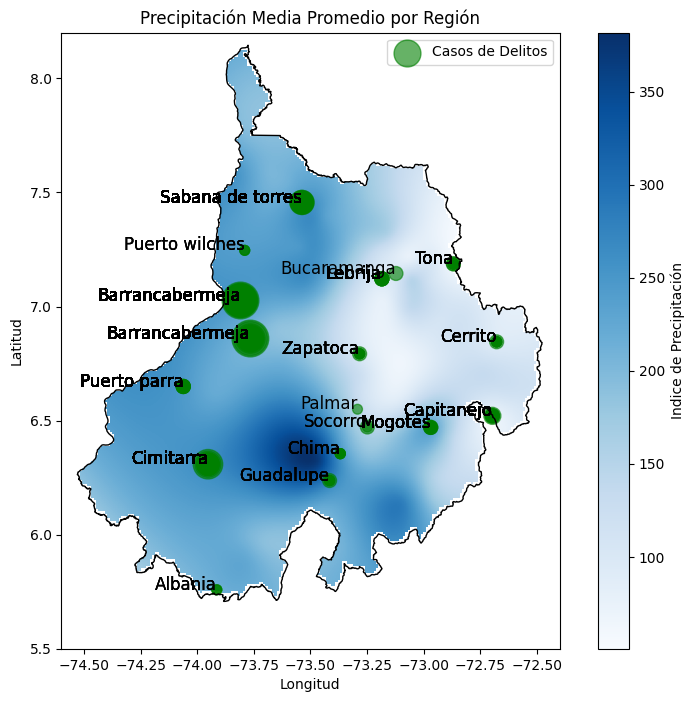 Precipitación Media Promedio por Región
Casos de Delitos
8.0
7.5
7.0
6.5
6.0
5.5
Latitud
Sabana de torres
Puerto wilches
Tona
Bucaramanga
Lebrija
Barrancabermeja
Barrancabermeja
Cerrito
Zapatoca
Puerto parra
Palmar
Capitanejo
Socorro
Mogotes
Chima
Cimitarra
Guadalupe
Albania
−74.50 −74.25 −74.00 −73.75 −73.50 −73.25 −73.00 −72.75 −72.50
Longitud
350
300
250
200
150
100
Indice de Precipitación